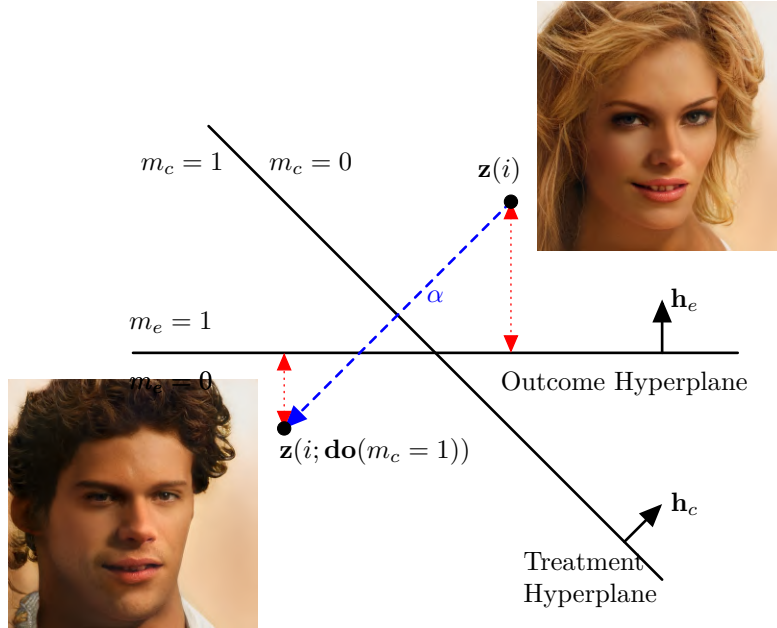 m_c = 1
m_c = 0
z(i)
α
h_e
m_e = 1
m_e = 0
Outcome Hyperplane
z(i; do(m_c = 1))
h_c
Treatment
Hyperplane